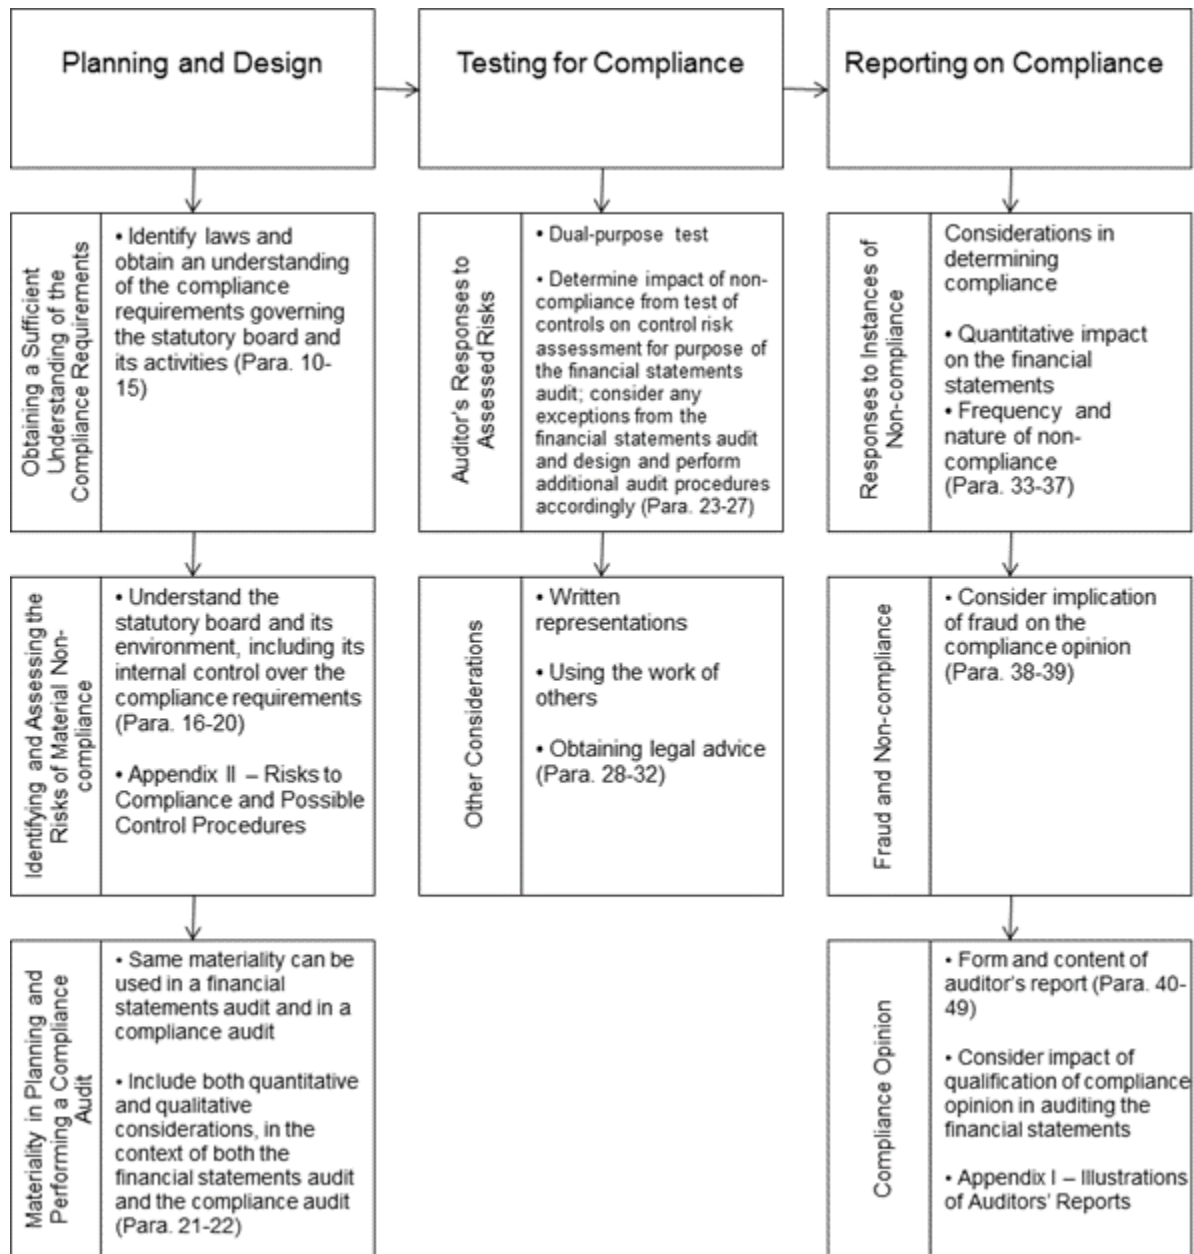 Planning and Design
Testing for Compliance
Reporting on Compliance
Obtaining a Sufficient
Understanding of the
Compliance Requirements
• Identify laws and
obtain an understanding
of the compliance
requirements governing
the statutory board and
its activities (Para. 10-
15)
Identifying and Assessing the
Risks of Material Non-
compliance
• Understand the
statutory board and its
environment, including its
internal control over the
compliance requirements
(Para. 16-20)
• Appendix II – Risks to
Compliance and Possible
Control Procedures
Materiality in Planning and
Performing a Compliance
Audit
• Same materiality can be
used in a financial
statements audit and in a
compliance audit
• Include both quantitative
and qualitative
considerations, in the
context of both the
financial statements audit
and the compliance audit
(Para. 21-22)
Auditor's Responses to
Assessed Risks
• Dual-purpose test
• Determine impact of non-
compliance from test of
controls on control risk
assessment for purpose of
the financial statements
audit; consider any
exceptions from the
financial statements audit
and design and perform
additional audit procedures
accordingly (Para. 23-27)
Other Considerations
• Written
representations
• Using the work of
others
• Obtaining legal advice
(Para. 28-32)
Responses to Instances of
Non-compliance
Considerations in
determining
compliance
• Quantitative impact
on the financial
statements
• Frequency and
nature of non-
compliance
(Para. 33-37)
Fraud and Non-compliance
• Consider implication
of fraud on the
compliance opinion
(Para. 38-39)
Compliance Opinion
• Form and content of
auditor's report (Para. 40-
49)
• Consider impact of
qualification of compliance
opinion in auditing the
financial statements
• Appendix I – Illustrations
of Auditors' Reports